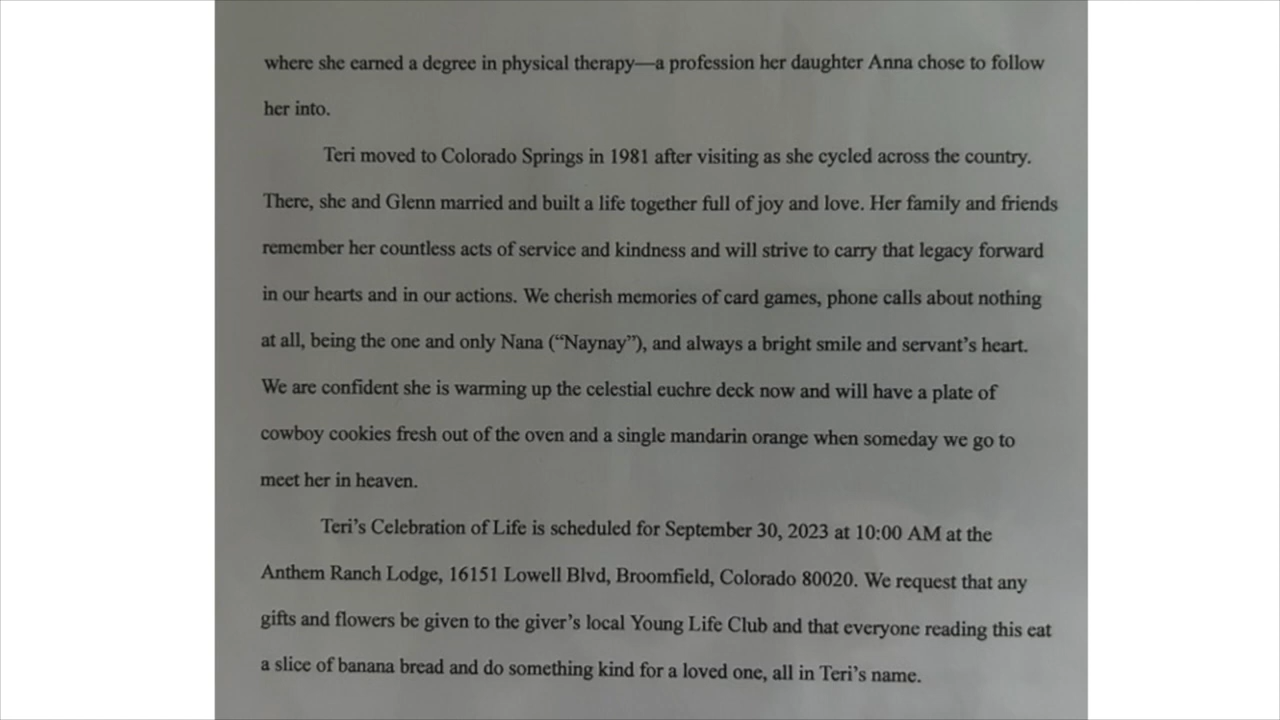 where she earned a degree in physical therapy—a profession her daughter Anna chose to follow
her into.
Teri moved to Colorado Springs in 1981 after visiting as she cycled across the country.
There, she and Glenn married and built a life together full of joy and love. Her family and friends
remember her countless acts of service and kindness and will strive to carry that legacy forward
in our hearts and in our actions. We cherish memories of card games, phone calls about nothing
at all, being the one and only Nana (“Naynay”), and always a bright smile and servant’s heart.
We are confident she is warming up the celestial euchre deck now and will have a plate of
cowboy cookies fresh out of the oven and a single mandarin orange when someday we go to
meet her in heaven.
Teri’s Celebration of Life is scheduled for September 30, 2023 at 10:00 AM at the
Anthem Ranch Lodge, 16151 Lowell Blvd, Broomfield, Colorado 80020. We request that any
gifts and flowers be given to the giver’s local Young Life Club and that everyone reading this eat
a slice of banana bread and do something kind for a loved one, all in Teri’s name.